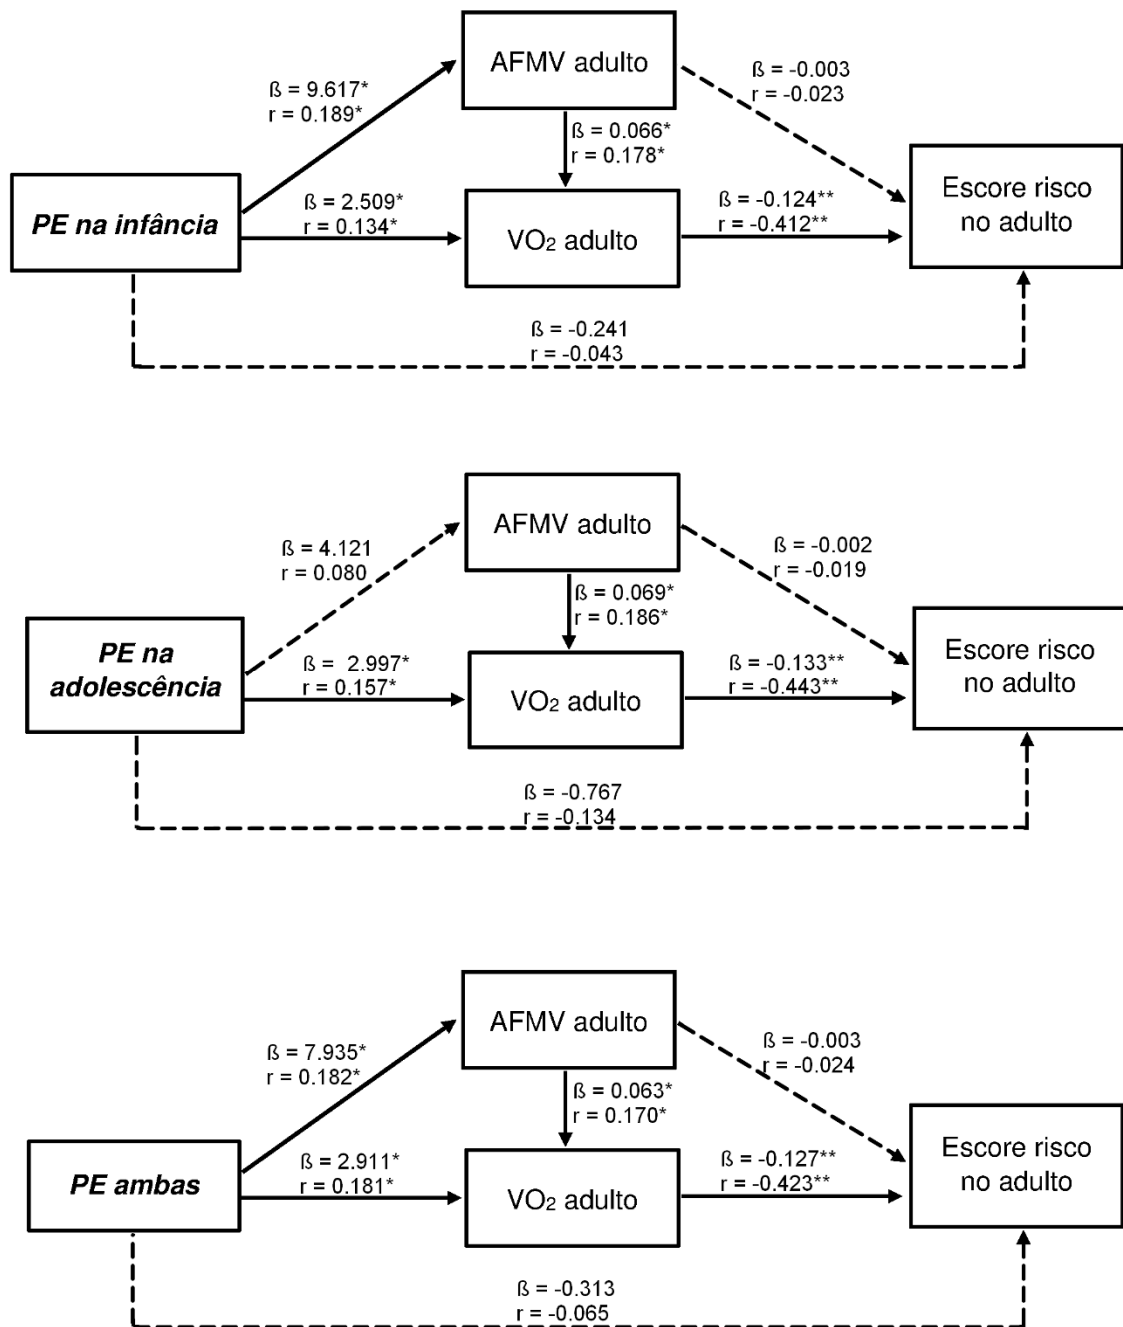 AFMV adulto
ß = 9.617*
r = 0.189*
ß = -0.003
r = -0.023
ß = 0.066*
r = 0.178*
PE na infância
ß = 2.509*
r = 0.134*
VO₂ adulto
ß = -0.124**
r = -0.412**
Escore risco
no adulto
ß = -0.241
r = -0.043
AFMV adulto
ß = 4.121
r = 0.080
ß = -0.002
r = -0.019
ß = 0.069*
r = 0.186*
PE na
adolescência
ß = 2.997*
r = 0.157*
VO₂ adulto
ß = -0.133**
r = -0.443**
Escore risco
no adulto
ß = -0.767
r = -0.134
AFMV adulto
ß = 7.935*
r = 0.182*
ß = -0.003
r = -0.024
ß = 0.063*
r = 0.170*
PE ambas
ß = 2.911*
r = 0.181*
VO₂ adulto
ß = -0.127**
r = -0.423**
Escore risco
no adulto
ß = -0.313
r = -0.065